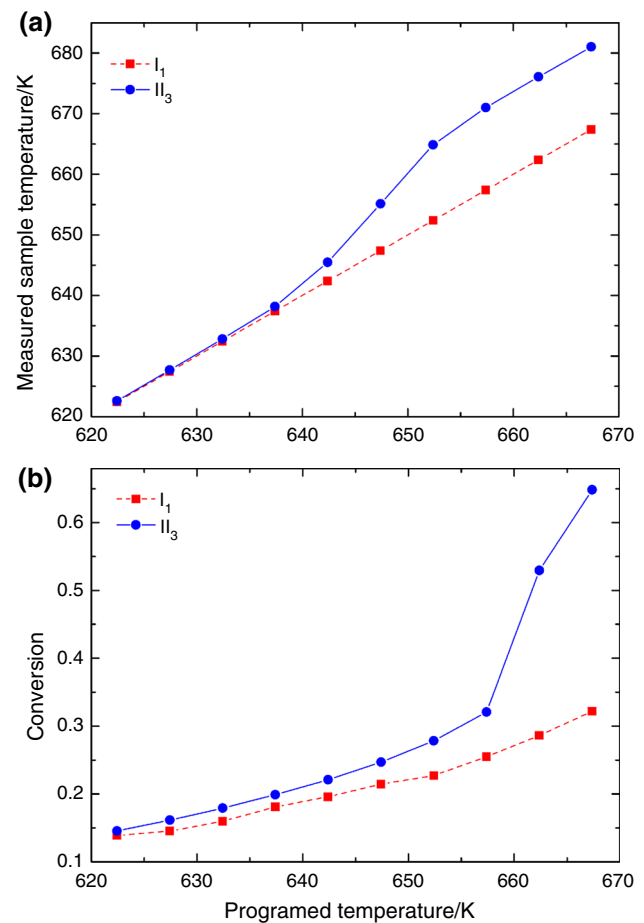 (a)
Measured sample temperature/K
680
670
660
650
640
630
620
I₁
II₃
620 630 640 650 660 670
(b)
Conversion
0.6
0.5
0.4
0.3
0.2
0.1
I₁
II₃
620 630 640 650 660 670
Programed temperature/K